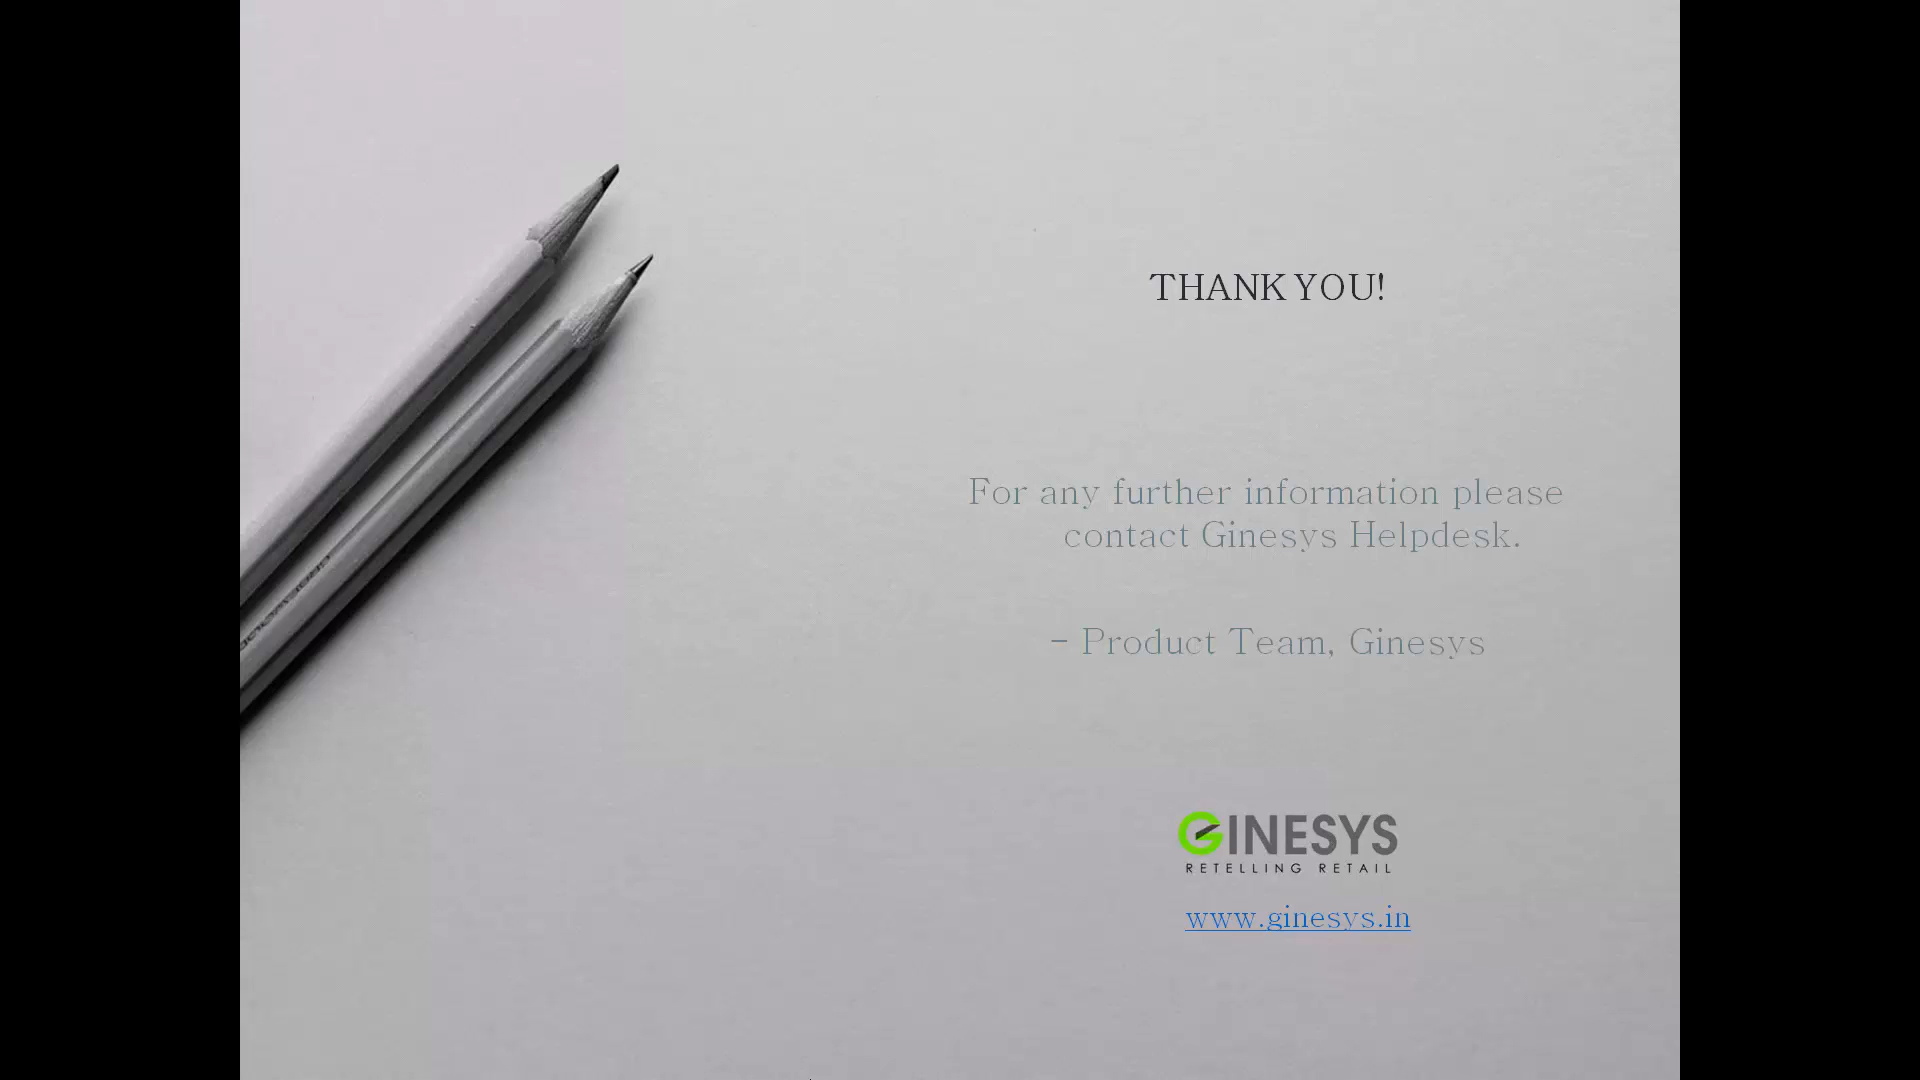 THANK YOU!
For any further information please
contact Ginesys Helpdesk.
- Product Team, Ginesys
GINESYS
RETELLING RETAIL
www.ginesys.in